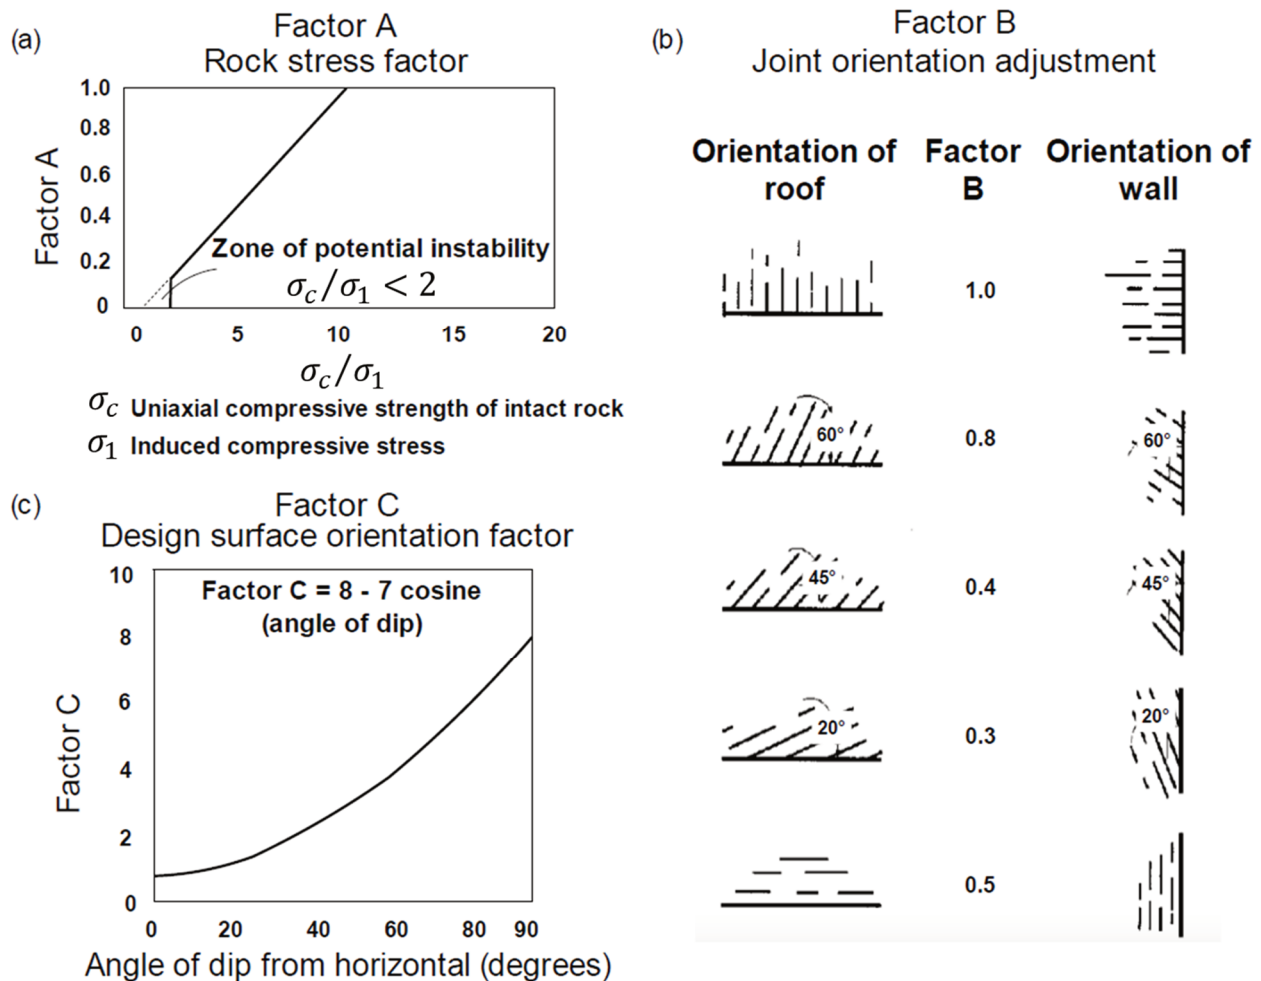 (a)
Factor A
Rock stress factor
1.0
0.8
0.6
0.4
0.2
0
Factor A
Zone of potential instability
σc/σ1 < 2
0 5 10 15 20
σc/σ1
σc Uniaxial compressive strength of intact rock
σ1 Induced compressive stress
(b)
Factor B
Joint orientation adjustment
Orientation of roof
Factor B
Orientation of wall
1.0
60° 0.8 60°
45° 0.4 45°
20° 0.3 20°
0.5
(c)
Factor C
Design surface orientation factor
10
8
6
4
2
0
Factor C
Factor C = 8 - 7 cosine
(angle of dip)
0 20 40 60 80 90
Angle of dip from horizontal (degrees)